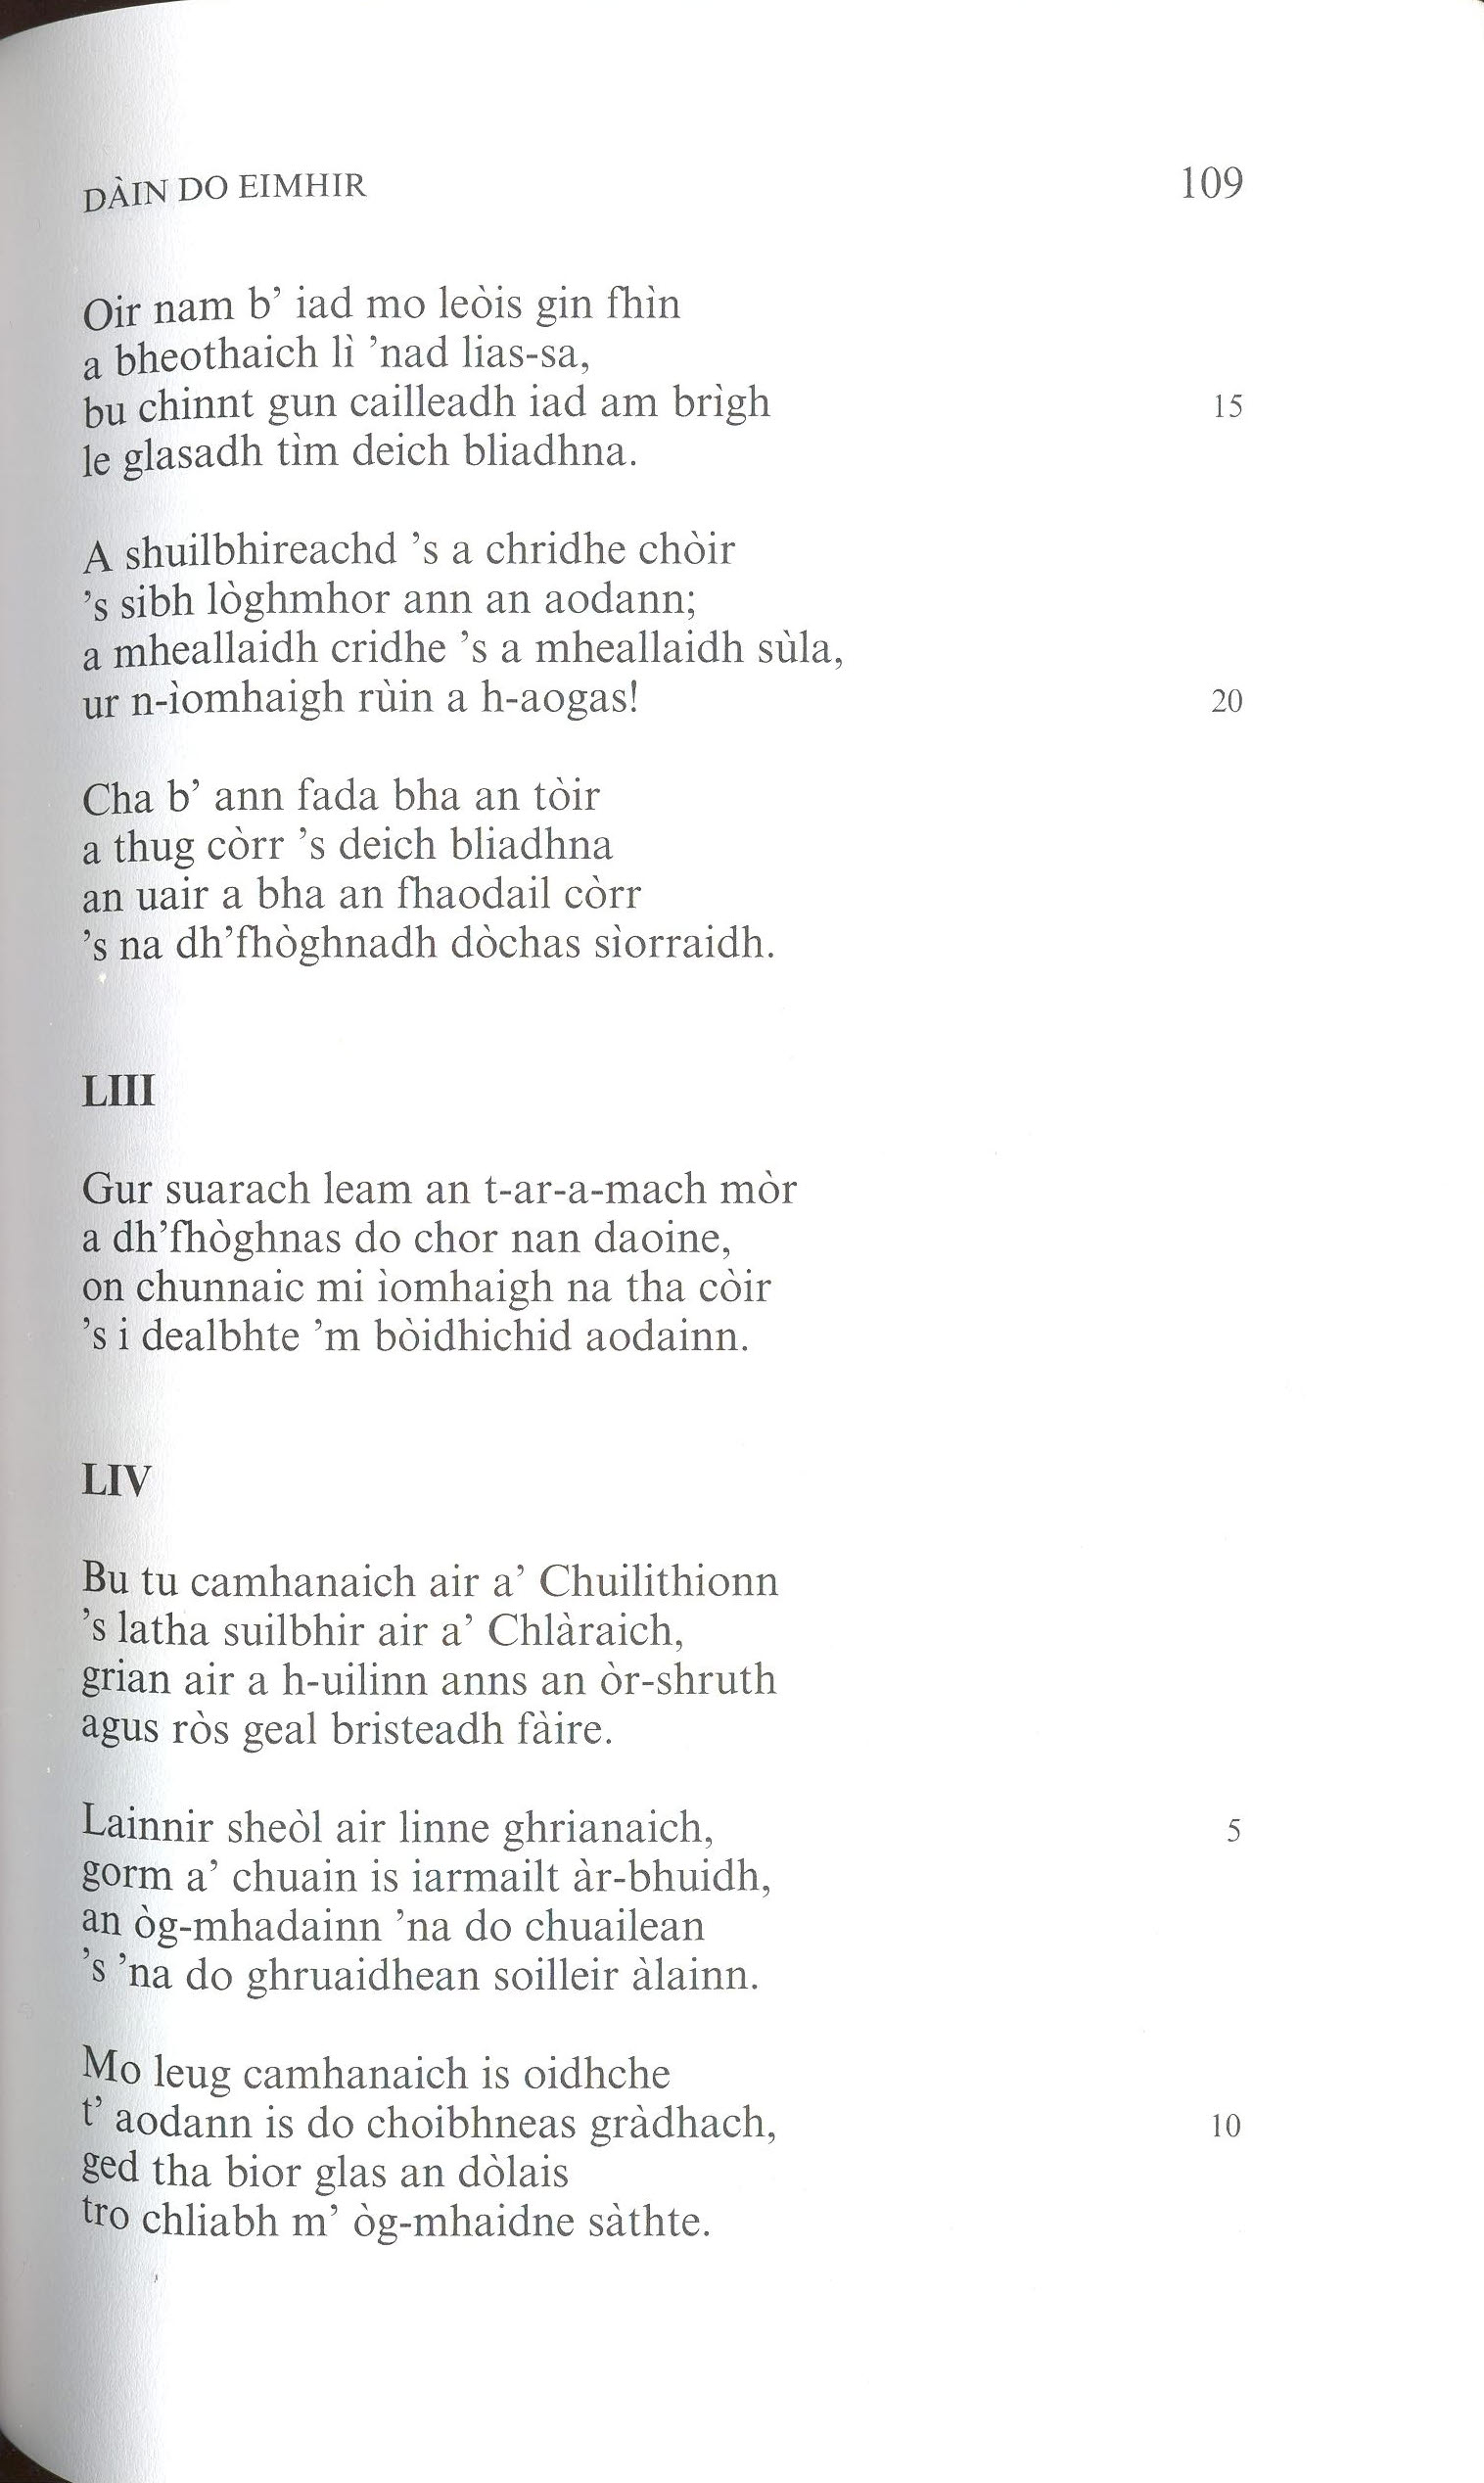 DÀIN DO EIMHIR 109
Oir nam b’ iad mo leòis gin fhìn
a bheothaich lì ’nad lias-sa,
bu chinnt gun cailleadh iad am brìgh 15
le glasadh tìm deich bliadhna.
A shuilbhireachd ’s a chridhe chòir
’s sibh lòghmhor ann an aodann;
a mheallaidh cridhe ’s a mheallaidh sùla,
ur n-ìomhaigh rùin a h-aogas! 20
Cha b’ ann fada bha an tòir
a thug còrr ’s deich bliadhna
an uair a bha an fhaodail còrr
’s na dh’fhòghnadh dòchas sìorraidh.
LIII
Gur suarach leam an t-ar-a-mach mòr
a dh’fhòghnas do chor nan daoine,
on chunnaic mi ìomhaigh na tha còir
’s i dealbhte ’m bòidhichid aodainn.
LIV
Bu tu camhanaich air a’ Chuilithionn
’s latha suilbhir air a’ Chlàraich,
grian air a h-uilinn anns an òr-shruth
agus ròs geal bristeadh fàire.
Lainnir sheòl air linne ghrianaich, 5
gorm a’ chuain is iarmailt àr-bhuidh,
an òg-mhadainn ’na do chuailean
’s ’na do ghruaidhean soilleir àlainn.
Mo leug camhanaich is oidhche
t’ aodann is do choibhneas gràdhach, 10
ged tha bior glas an dòlais
tro chliabh m’ òg-mhaidne sàthte.